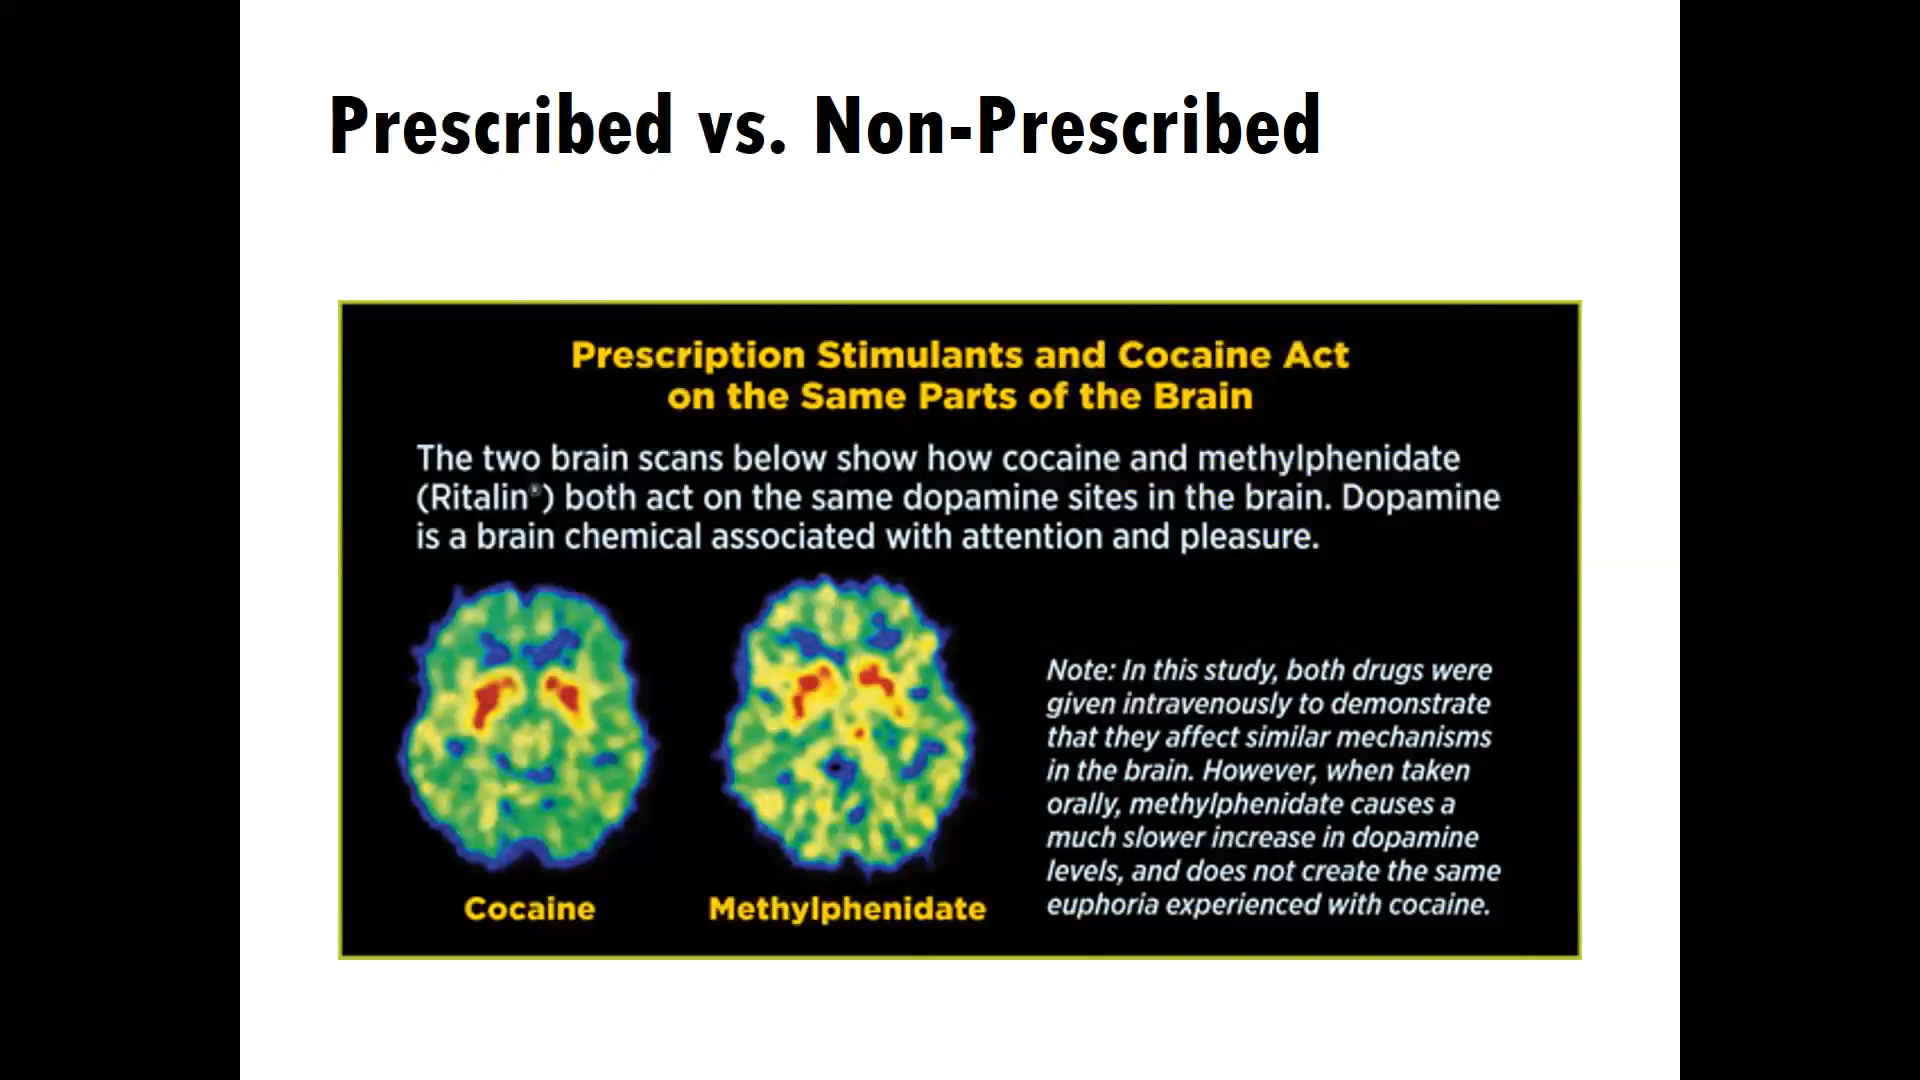 Prescribed vs. Non-Prescribed
Prescription Stimulants and Cocaine Act
on the Same Parts of the Brain
The two brain scans below show how cocaine and methylphenidate
(Ritalin®) both act on the same dopamine sites in the brain. Dopamine
is a brain chemical associated with attention and pleasure.
Cocaine
Methylphenidate
Note: In this study, both drugs were
given intravenously to demonstrate
that they affect similar mechanisms
in the brain. However, when taken
orally, methylphenidate causes a
much slower increase in dopamine
levels, and does not create the same
euphoria experienced with cocaine.